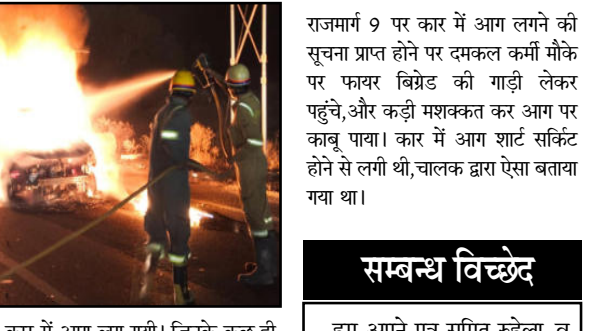 राजमार्ग 9 पर कार में आग लगने की
सूचना प्राप्त होने पर दमकल कर्मी मौके
पर फायर बिग्रेड की गाड़ी लेकर
पहुंचे,और कड़ी मशक्कत कर आग पर
काबू पाया। कार में आग शार्ट सर्किट
होने से लगी थी,चालक द्वारा ऐसा बताया
गया था।
सम्बन्ध विच्छेद